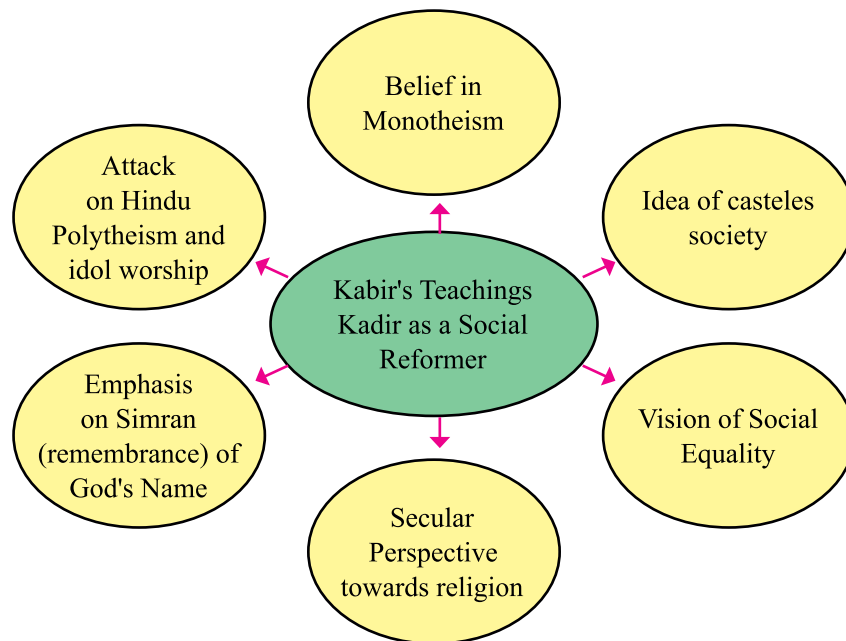 Belief in
Monotheism
Attack
on Hindu
Polytheism and
idol worship
Idea of casteles
society
Kabir's Teachings
Kadir as a Social
Reformer
Emphasis
on Simran
(remembrance) of
God's Name
Vision of Social
Equality
Secular
Perspective
towards religion